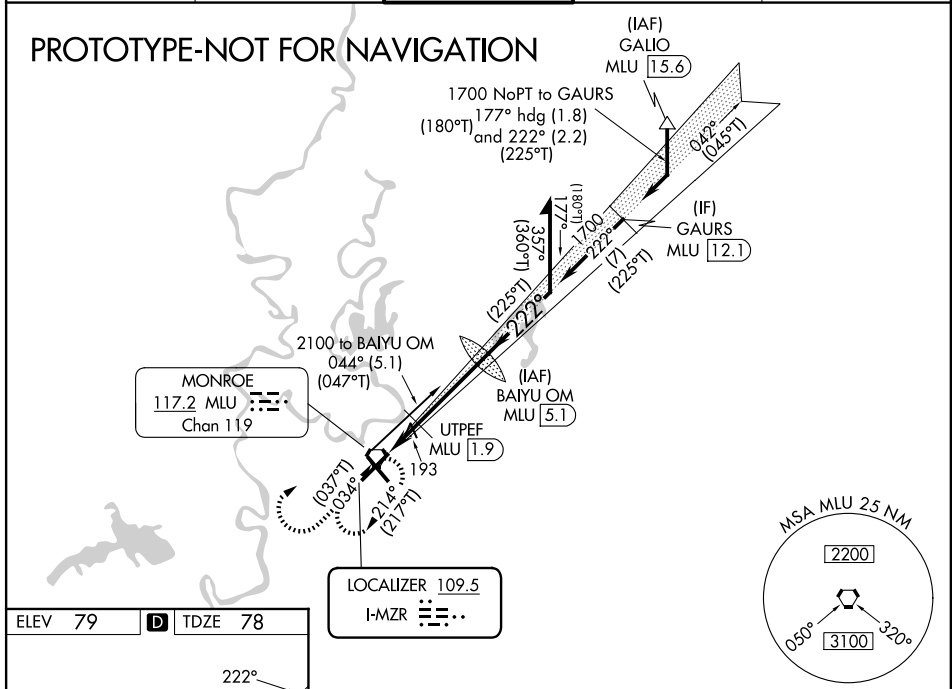 PROTOTYPE-NOT FOR NAVIGATION
(IAF)
GALIO
MLU 15.6
1700 NoPT to GAURS
177° hdg (1.8)
(180°T)
and 222° (2.2)
(225°T)
042°
(045°T)
(IF)
GAURS
MLU 12.1
(180°T)
177°
357°
(360°T)
1700
222°
(7)
(225°T)
(225°T)
222°
2100 to BAIYU OM
044° (5.1)
(047°T)
(IAF)
BAIYU OM
MLU 5.1
MONROE
117.2 MLU
Chan 119
UTPEF
MLU 1.9
193
(037°T)
034°
214°
(217°T)
LOCALIZER 109.5
I-MZR
MSA MLU 25 NM
2200
050°
3100
320°
ELEV 79 D TDZE 78
222°